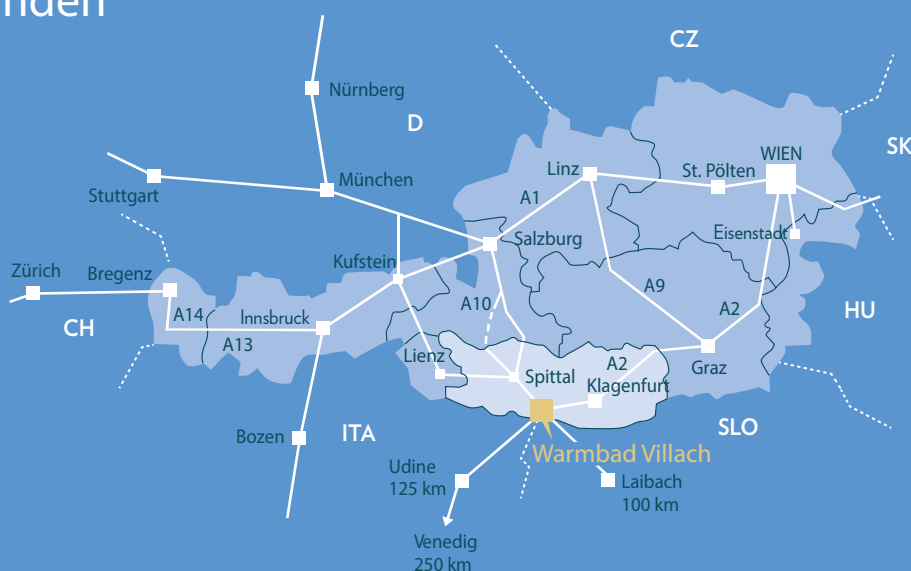 nden
CZ
Nürnberg
D
SK
WIEN
Linz
St. Pölten
München
Stuttgart
A1
Eisenstadt
Salzburg
Kufstein
Zürich
Bregenz
A9
A10
A2
HU
CH
A14
Innsbruck
A13
Lienz
A2
Graz
Spittal
Klagenfurt
Bozen
ITA
SLO
Warmbad Villach
Udine
125 km
Laibach
100 km
Venedig
250 km